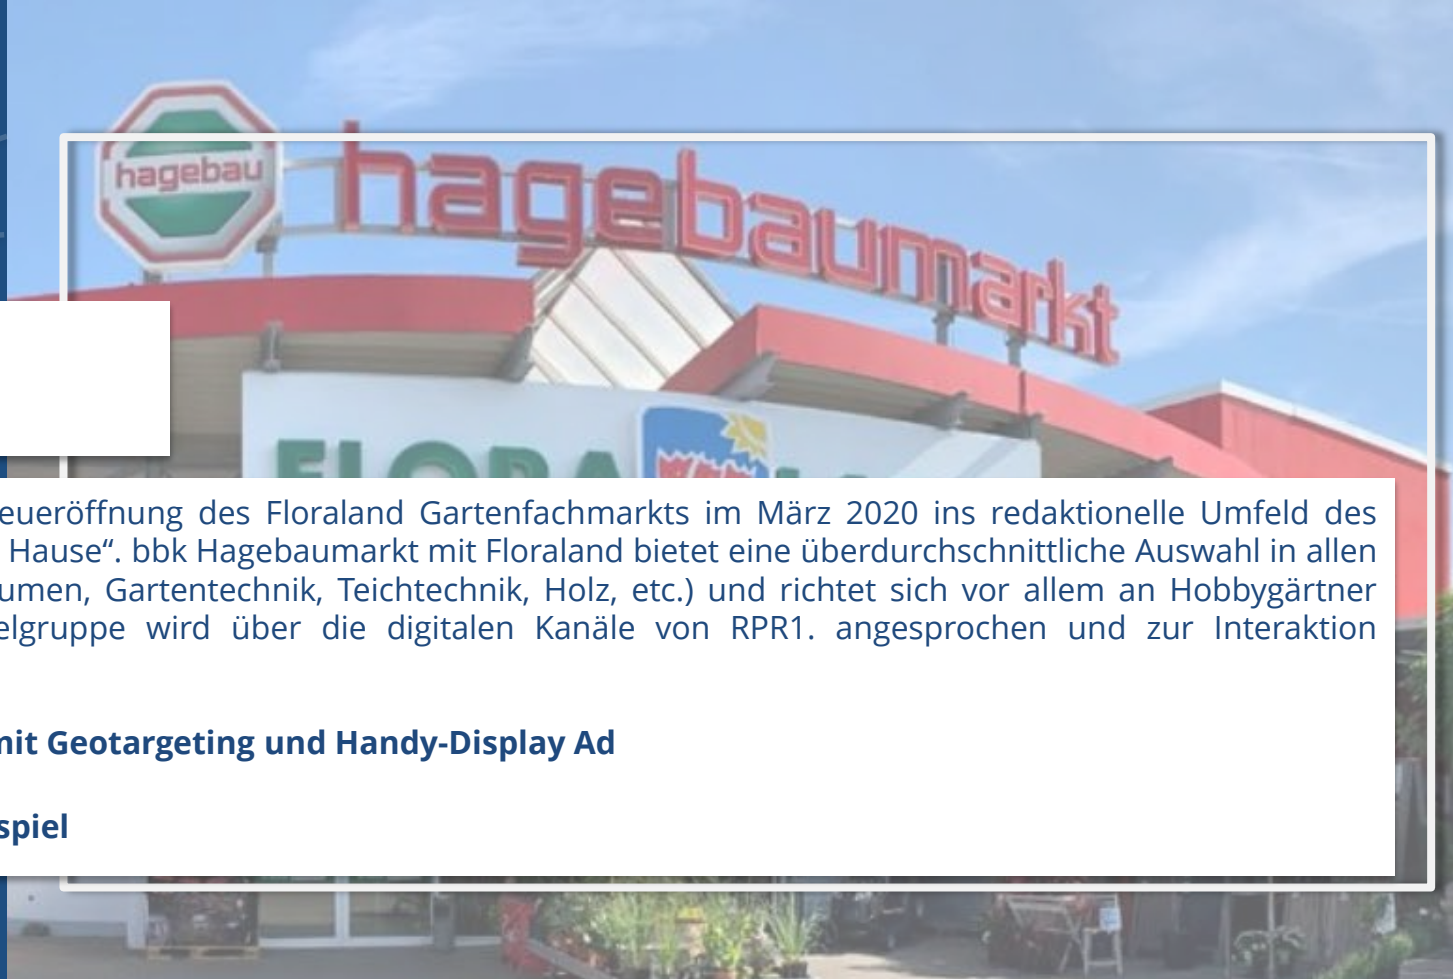 hagebau
hagebaumarkt
FLORA
eueröffnung des Floraland Gartenfachmarkts im März 2020 ins redaktionelle Umfeld des
Hause“. bbk Hagebaumarkt mit Floraland bietet eine überdurchschnittliche Auswahl in allen
umen, Gartentechnik, Teichtechnik, Holz, etc.) und richtet sich vor allem an Hobbygärtner
elgruppe wird über die digitalen Kanäle von RPR1. angesprochen und zur Interaktion
mit Geotargeting und Handy-Display Ad
spiel